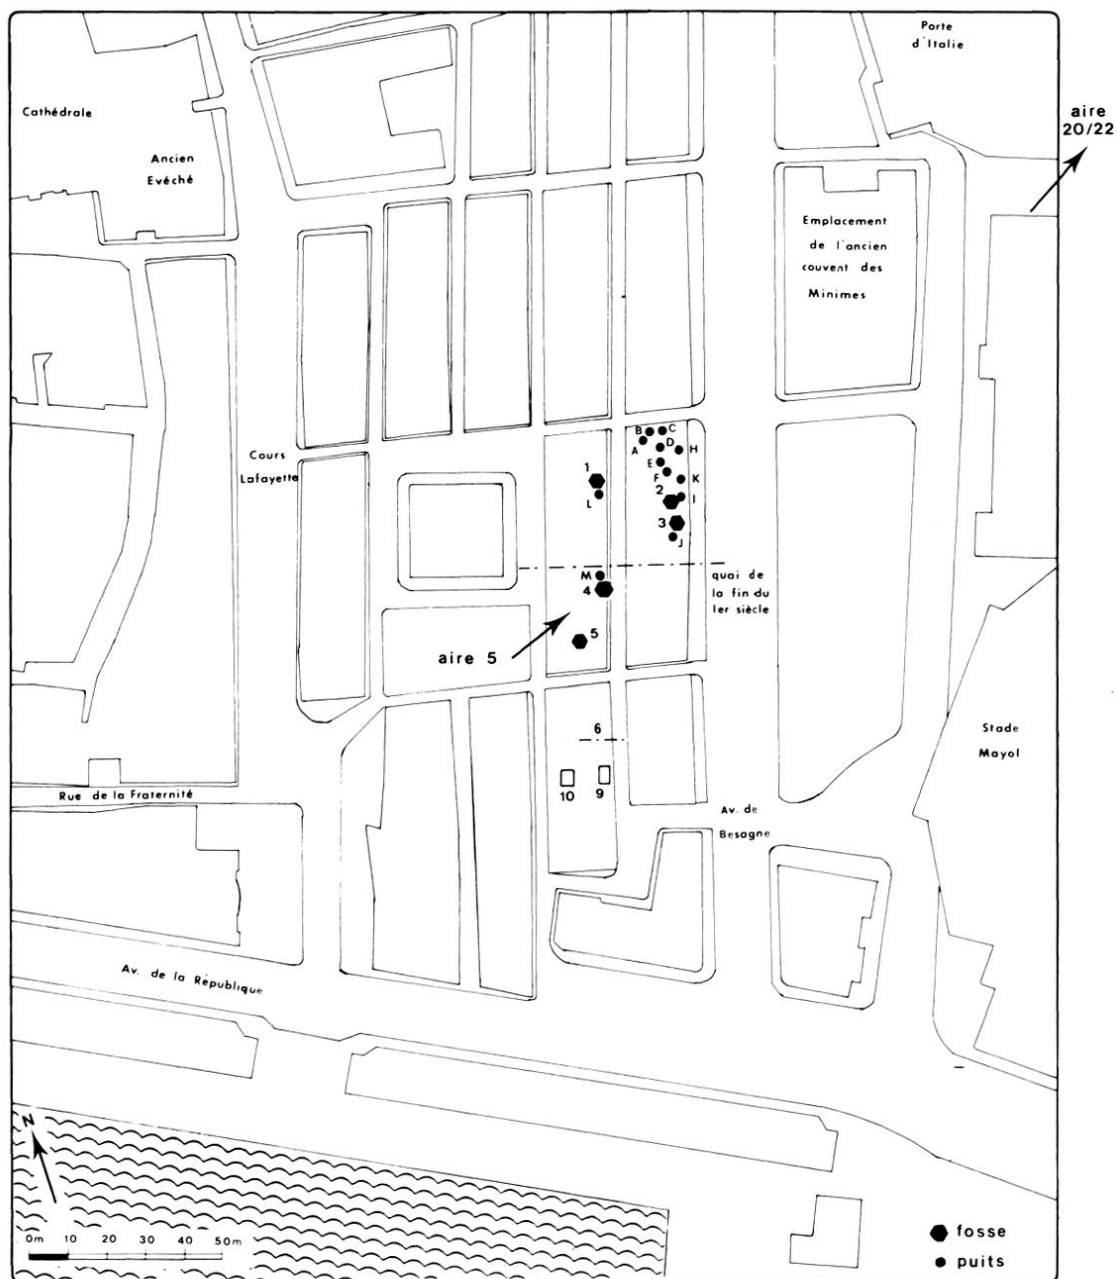 Porte
d'Italie
Cathédrale
aire
20/22
Ancien
Evéché
Emplacement
de l'ancien
couvent des
Minimes
B
C
A
D
H
Cours
Lafayette
1
E
F
K
L
2
I
3
J
M
4
quai de
la fin du
Ier siècle
5
aire 5
6
Stade
Mayol
10
9
Rue de la Fraternité
Av. de
Besagne
Av. de la République
N
0m 10 20 30 40 50m
fosse
puits